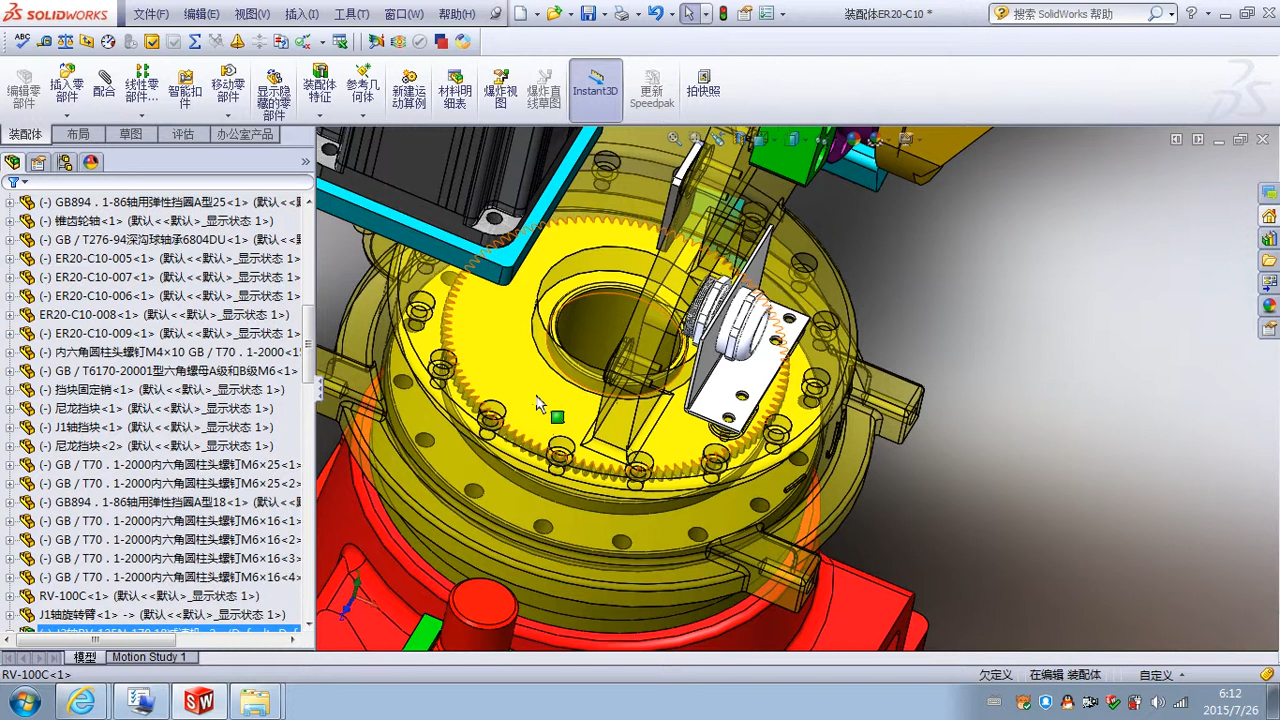 SOLIDWORKS 文件(F) 编辑(E) 视图(V) 插入(I) 工具(T) 窗口(W) 帮助(H) 装配体ER20-C10 * 搜索 SolidWorks 帮助
ABC
编辑零部件 插入零部件 配合 线性零部件... 智能扣件 移动零部件 显示隐藏的零部件 装配体特征 参考几何体 新建运动算例 材料明细表 爆炸视图 爆炸直线草图 Instant3D 更新Speedpak 拍快照
装配体 布局 草图 评估 办公室产品
(-) GB894．1-86轴用弹性挡圈A型25<1> (默认<<默
(-) 锥齿轮轴<1> (默认<<默认>_显示状态 1>)
(-) GB / T276-94深沟球轴承6804DU<1> (默认<<
(-) ER20-C10-005<1> (默认<<默认>_显示状态 1
(-) ER20-C10-007<1> (默认<<默认>_显示状态 1
(-) ER20-C10-006<1> (默认<<默认>_显示状态 1
ER20-C10-008<1> (默认<<默认>_显示状态 1>)
(-) ER20-C10-009<1> (默认<<默认>_显示状态 1
(-) 内六角圆柱头螺钉M4×10 GB / T70．1-2000<1
(-) GB / T6170-20001型六角螺母A级和B级M6<1>
(-) 挡块固定销<1> (默认<<默认>_显示状态 1>)
(-) 尼龙挡块<1> (默认<<默认>_显示状态 1>)
(-) J1轴挡块<1> (默认<<默认>_显示状态 1>)
(-) 尼龙挡块<2> (默认<<默认>_显示状态 1>)
(-) GB / T70．1-2000内六角圆柱头螺钉M6×25<1>
(-) GB / T70．1-2000内六角圆柱头螺钉M6×25<2>
(-) GB894．1-86轴用弹性挡圈A型18<1> (默认<<默
(-) GB / T70．1-2000内六角圆柱头螺钉M6×16<1>
(-) GB / T70．1-2000内六角圆柱头螺钉M6×16<2>
(-) GB / T70．1-2000内六角圆柱头螺钉M6×16<3>
(-) GB / T70．1-2000内六角圆柱头螺钉M6×16<4>
RV-100C<1> (默认<<默认>_显示状态 1>)
J1轴旋转臂<1> -> (默认<<默认>_显示状态 1>)
模型 Motion Study 1
RV-100C<1> 欠定义 在编辑 装配体 自定义
6:12
2015/7/26